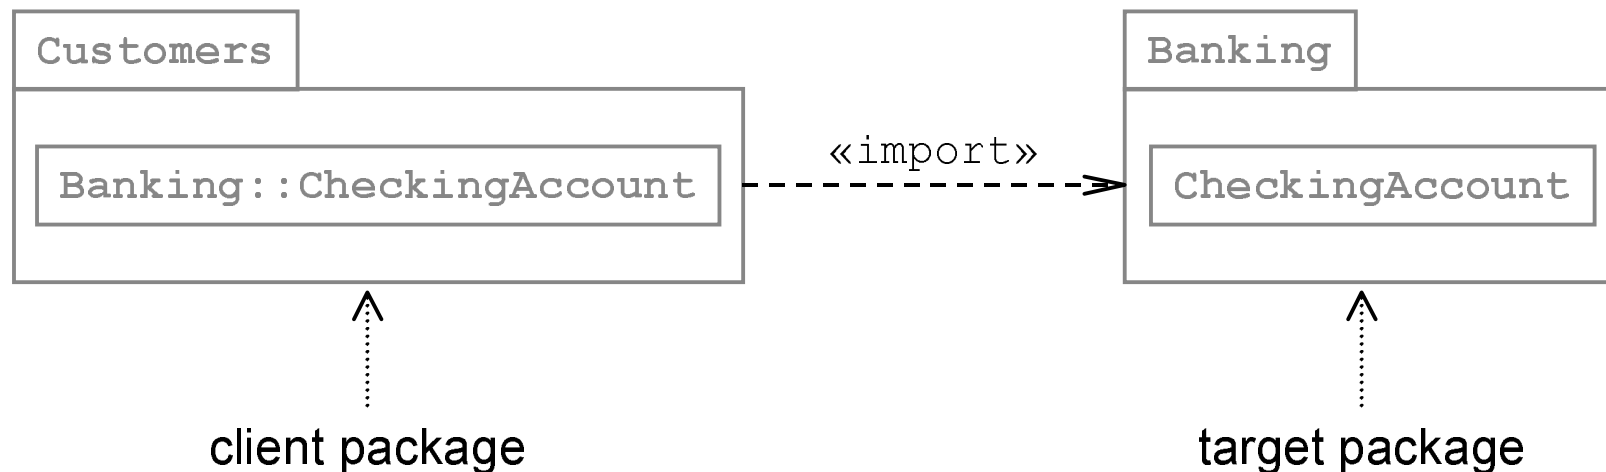 Customers
Banking
«import»
Banking::CheckingAccount
CheckingAccount
client package
target package